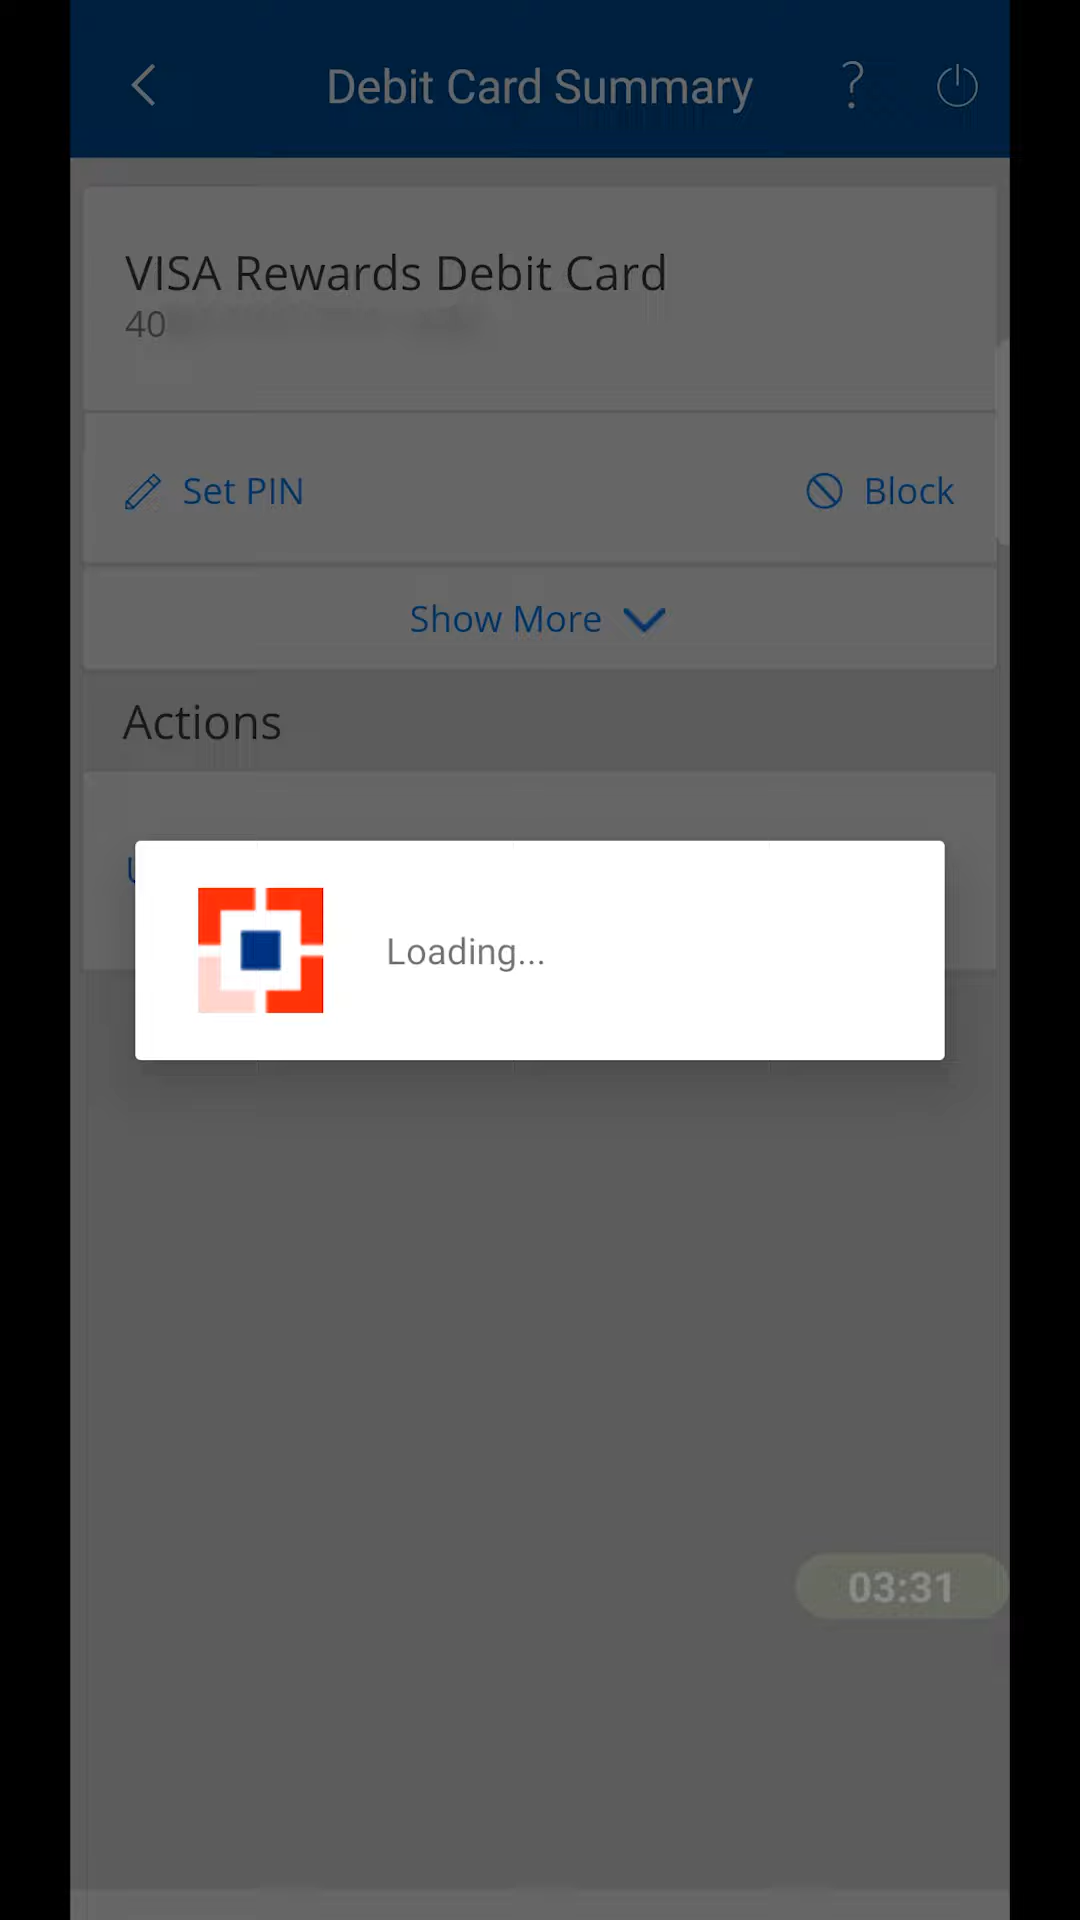 Debit Card Summary ?
VISA Rewards Debit Card
40
Set PIN
Block
Show More
Actions
Loading...
03:31